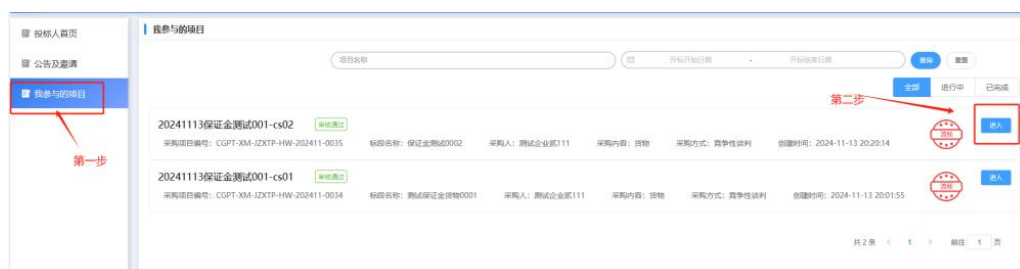 投标人首页
公告及邀请
我参与的项目
第一步
我参与的项目
项目名称 开标开始日期 - 开标结束日期 查询 重置
全部 进行中 已完成
第二步
20241113保证金测试001-cs02 审核通过
采购项目编号：CGPT-XM-JZXTP-HW-202411-0035 标段名称：保证金测试0002 采购人：测试企业贰111 采购内容：货物 采购方式：竞争性谈判 创建时间：2024-11-13 20:20:14
流标 进入
20241113保证金测试001-cs01 审核通过
采购项目编号：CGPT-XM-JZXTP-HW-202411-0034 标段名称：测试保证金货物0001 采购人：测试企业贰111 采购内容：货物 采购方式：竞争性谈判 创建时间：2024-11-13 20:01:55
流标 进入
共 2 条 < 1 > 前往 1 页